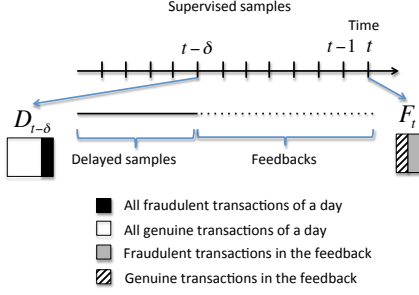 Supervised samples
Time
t−δ t−1 t
D_{t−δ} F_t
Delayed samples Feedbacks
All fraudulent transactions of a day
All genuine transactions of a day
Fraudulent transactions in the feedback
Genuine transactions in the feedback